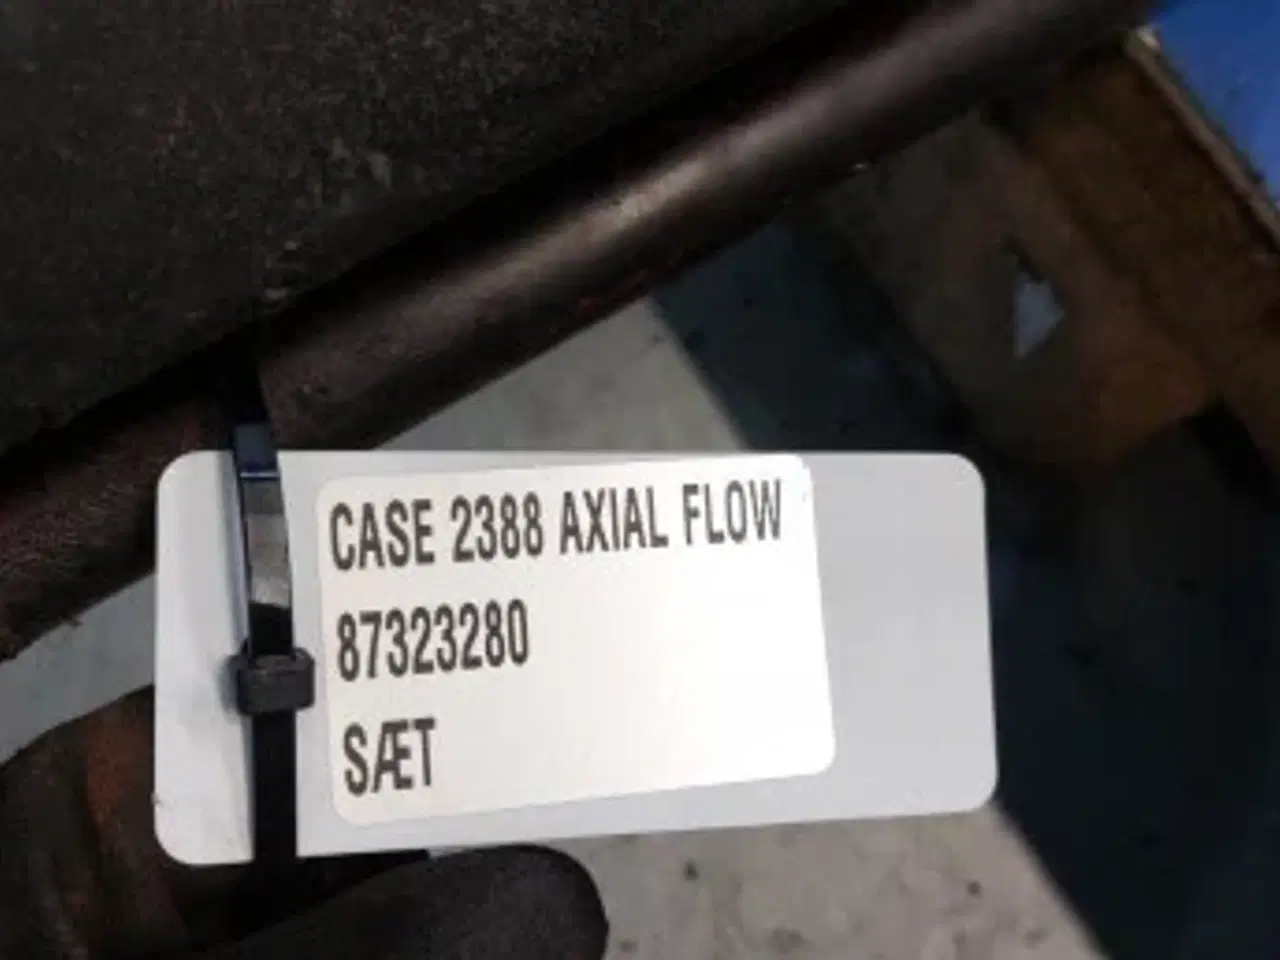 CASE 2388 AXIAL FLOW
87323280
SÆT